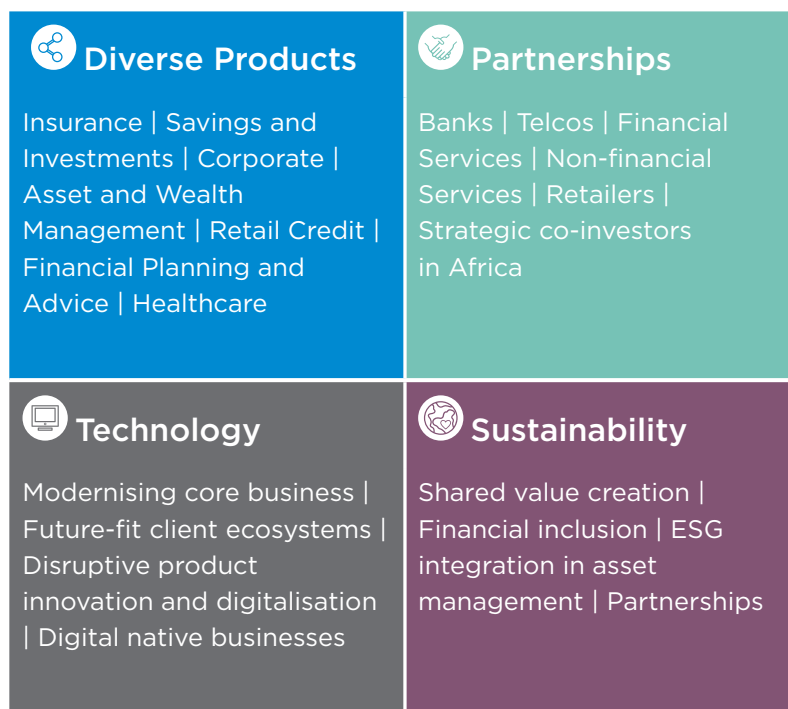 Diverse Products
Insurance | Savings and
Investments | Corporate |
Asset and Wealth
Management | Retail Credit |
Financial Planning and
Advice | Healthcare
Partnerships
Banks | Telcos | Financial
Services | Non-financial
Services | Retailers |
Strategic co-investors
in Africa
Technology
Modernising core business |
Future-fit client ecosystems |
Disruptive product
innovation and digitalisation
| Digital native businesses
Sustainability
Shared value creation |
Financial inclusion | ESG
integration in asset
management | Partnerships